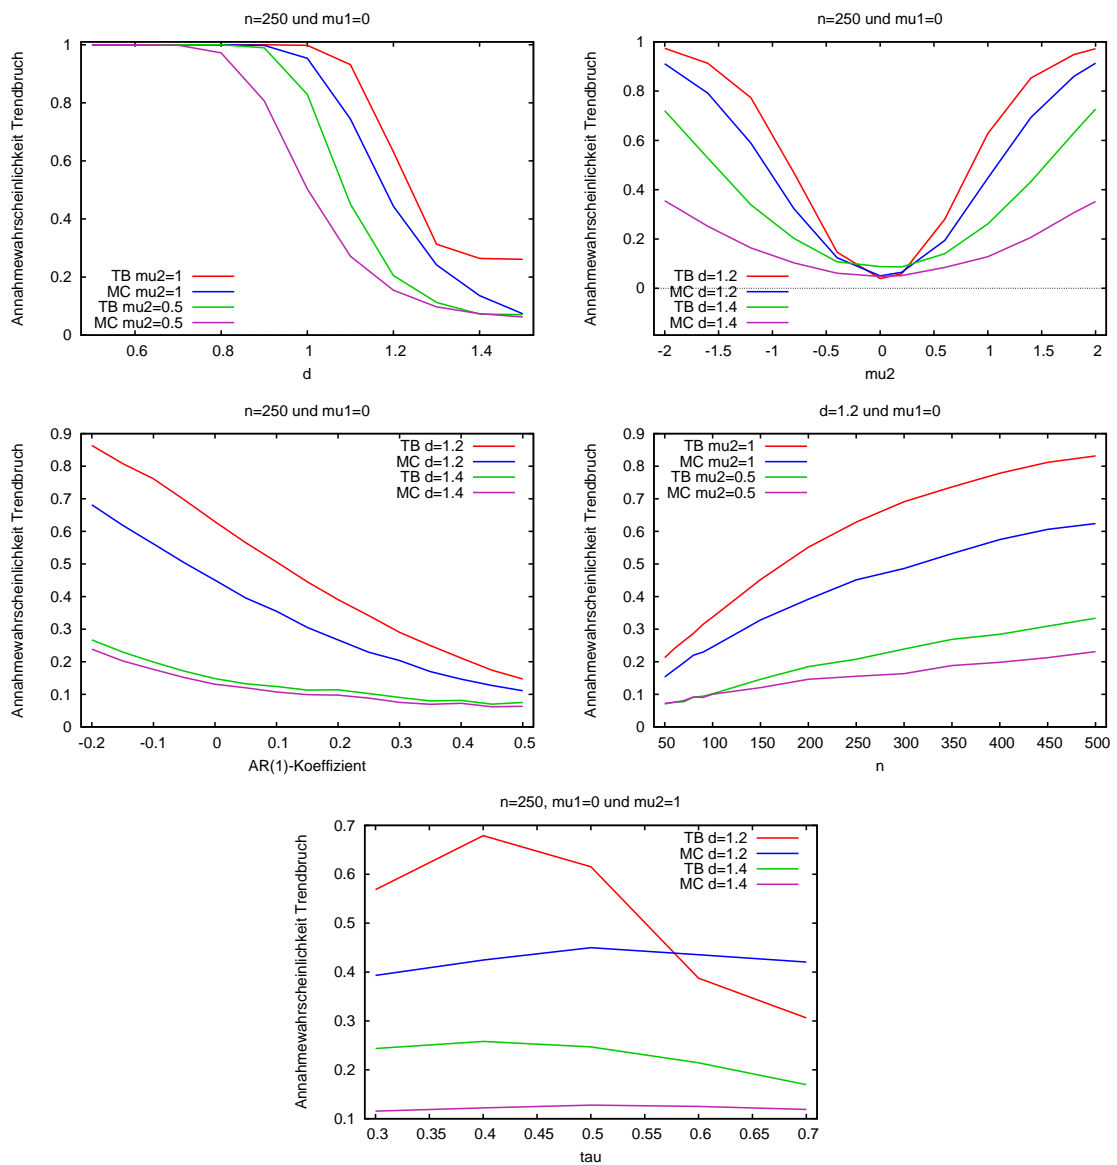 n=250 und mu1=0
Annahmewahrscheinlichkeit Trendbruch
1
0.8
0.6
0.4
0.2
0
TB mu2=1
MC mu2=1
TB mu2=0.5
MC mu2=0.5
0.6 0.8 1 1.2 1.4
d
n=250 und mu1=0
Annahmewahrscheinlichkeit Trendbruch
1
0.8
0.6
0.4
0.2
0
TB d=1.2
MC d=1.2
TB d=1.4
MC d=1.4
-2 -1.5 -1 -0.5 0 0.5 1 1.5 2
mu2
n=250 und mu1=0
Annahmewahrscheinlichkeit Trendbruch
0.9
0.8
0.7
0.6
0.5
0.4
0.3
0.2
0.1
0
TB d=1.2
MC d=1.2
TB d=1.4
MC d=1.4
-0.2 -0.1 0 0.1 0.2 0.3 0.4 0.5
AR(1)-Koeffizient
d=1.2 und mu1=0
Annahmewahrscheinlichkeit Trendbruch
0.9
0.8
0.7
0.6
0.5
0.4
0.3
0.2
0.1
0
TB mu2=1
MC mu2=1
TB mu2=0.5
MC mu2=0.5
50 100 150 200 250 300 350 400 450 500
n
n=250, mu1=0 und mu2=1
Annahmewahrscheinlichkeit Trendbruch
0.7
0.6
0.5
0.4
0.3
0.2
0.1
TB d=1.2
MC d=1.2
TB d=1.4
MC d=1.4
0.3 0.35 0.4 0.45 0.5 0.55 0.6 0.65 0.7
tau